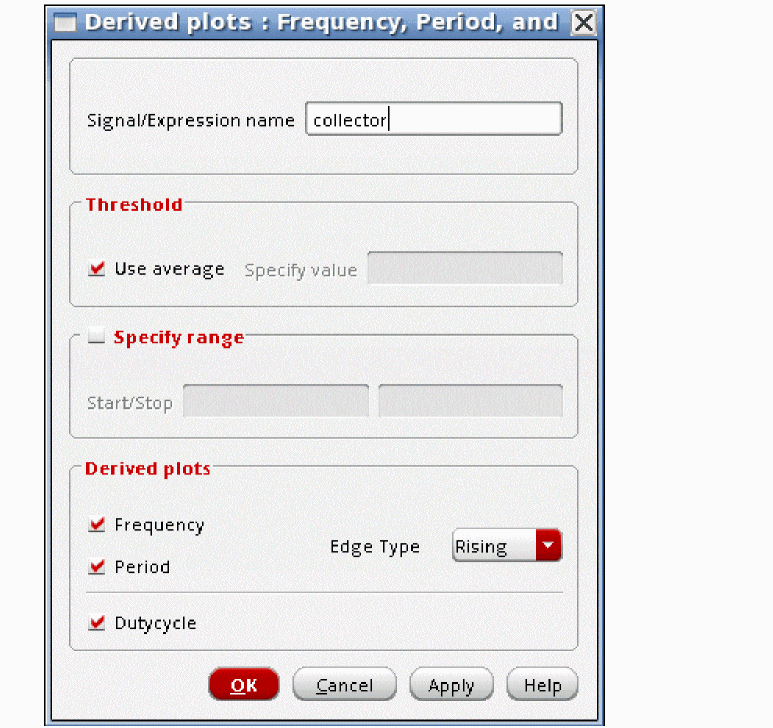 Derived plots : Frequency, Period, and
Signal/Expression name collector
Threshold
Use average Specify value
Specify range
Start/Stop
Derived plots
Frequency
Edge Type Rising
Period
Dutycycle
OK Cancel Apply Help